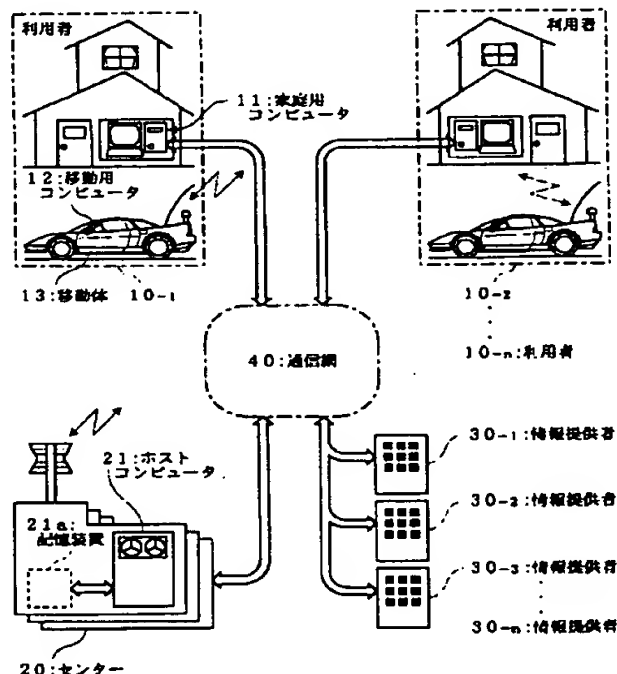 利用者
利用者
11:家庭用
コンピュータ
12:移動用
コンピュータ
13:移動体
10-1
10-2
10-n:利用者
40:通信網
30-1:情報提供者
21:ホスト
コンピュータ
30-2:情報提供者
21a:
記憶装置
30-3:情報提供者
30-n:情報提供者
20:センター